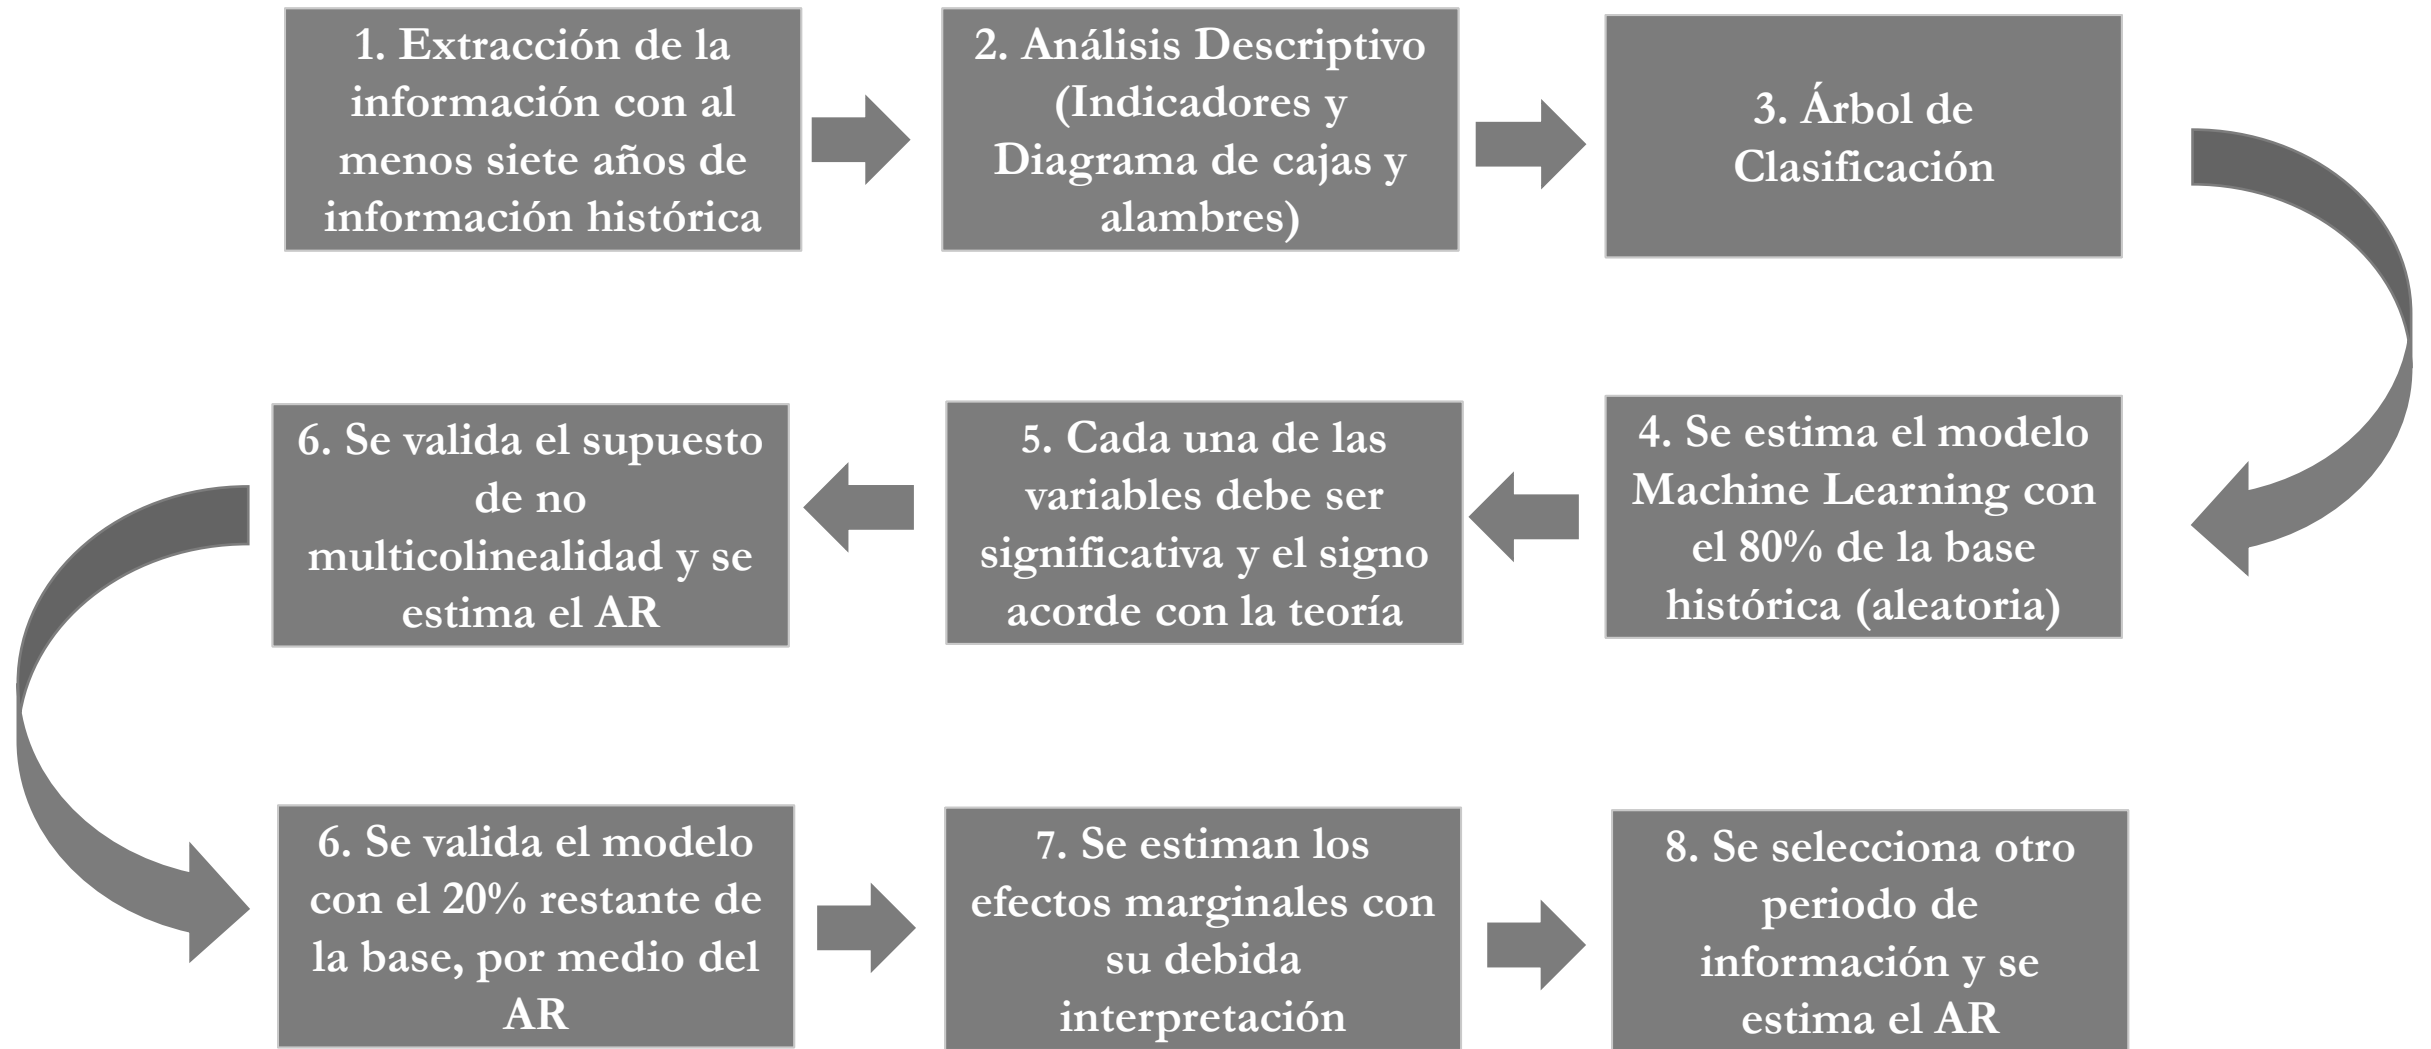 1. Extracción de la
información con al
menos siete años de
información histórica
2. Análisis Descriptivo
(Indicadores y
Diagrama de cajas y
alambres)
3. Árbol de
Clasificación
4. Se estima el modelo
Machine Learning con
el 80% de la base
histórica (aleatoria)
5. Cada una de las
variables debe ser
significativa y el signo
acorde con la teoría
6. Se valida el supuesto
de no
multicolinealidad y se
estima el AR
6. Se valida el modelo
con el 20% restante de
la base, por medio del
AR
7. Se estiman los
efectos marginales con
su debida
interpretación
8. Se selecciona otro
periodo de
información y se
estima el AR